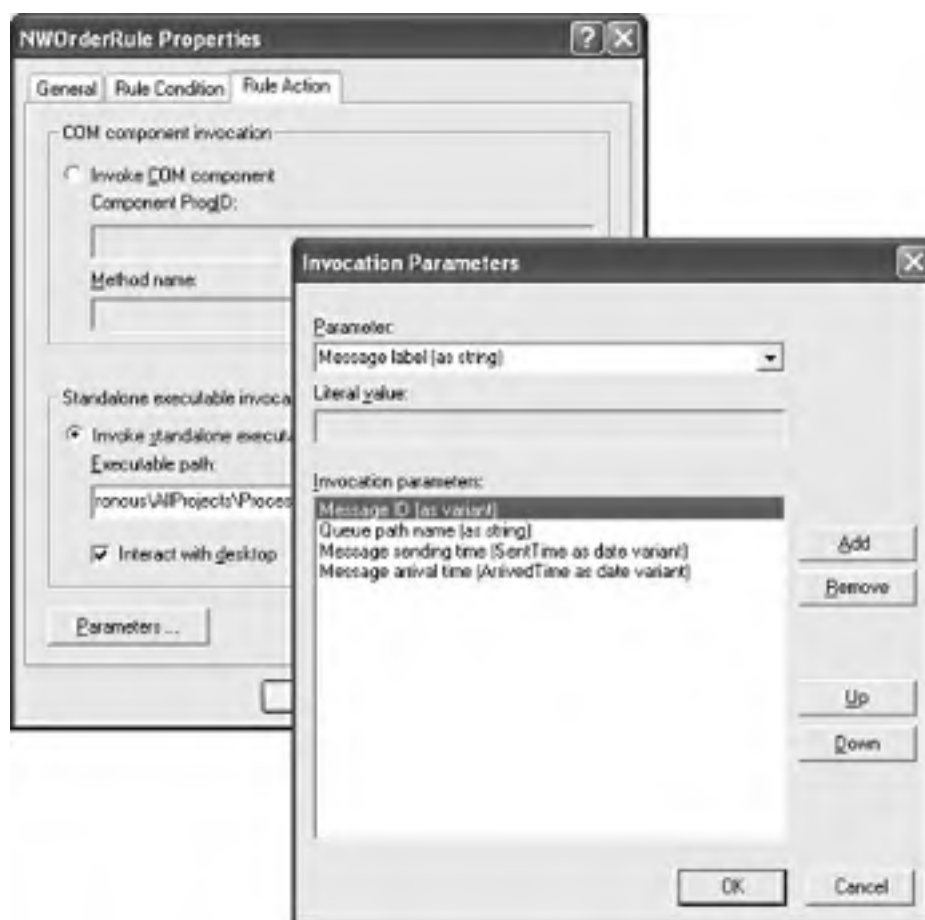 NWOrderRule Properties
General
Rule Condition
Rule Action
COM component invocation
Invoke COM component
Component ProgID:
Method name:
Standalone executable invoca
Invoke standalone executa
Executable path:
ronous\AllProjects\Proces
Interact with desktop
Parameters ...
Invocation Parameters
Parameter:
Message label (as string)
Literal value:
Invocation parameters:
Message ID (as variant)
Queue path name (as string)
Message sending time (SentTime as date variant)
Message arrival time (ArrivedTime as date variant)
Add
Remove
Up
Down
OK
Cancel